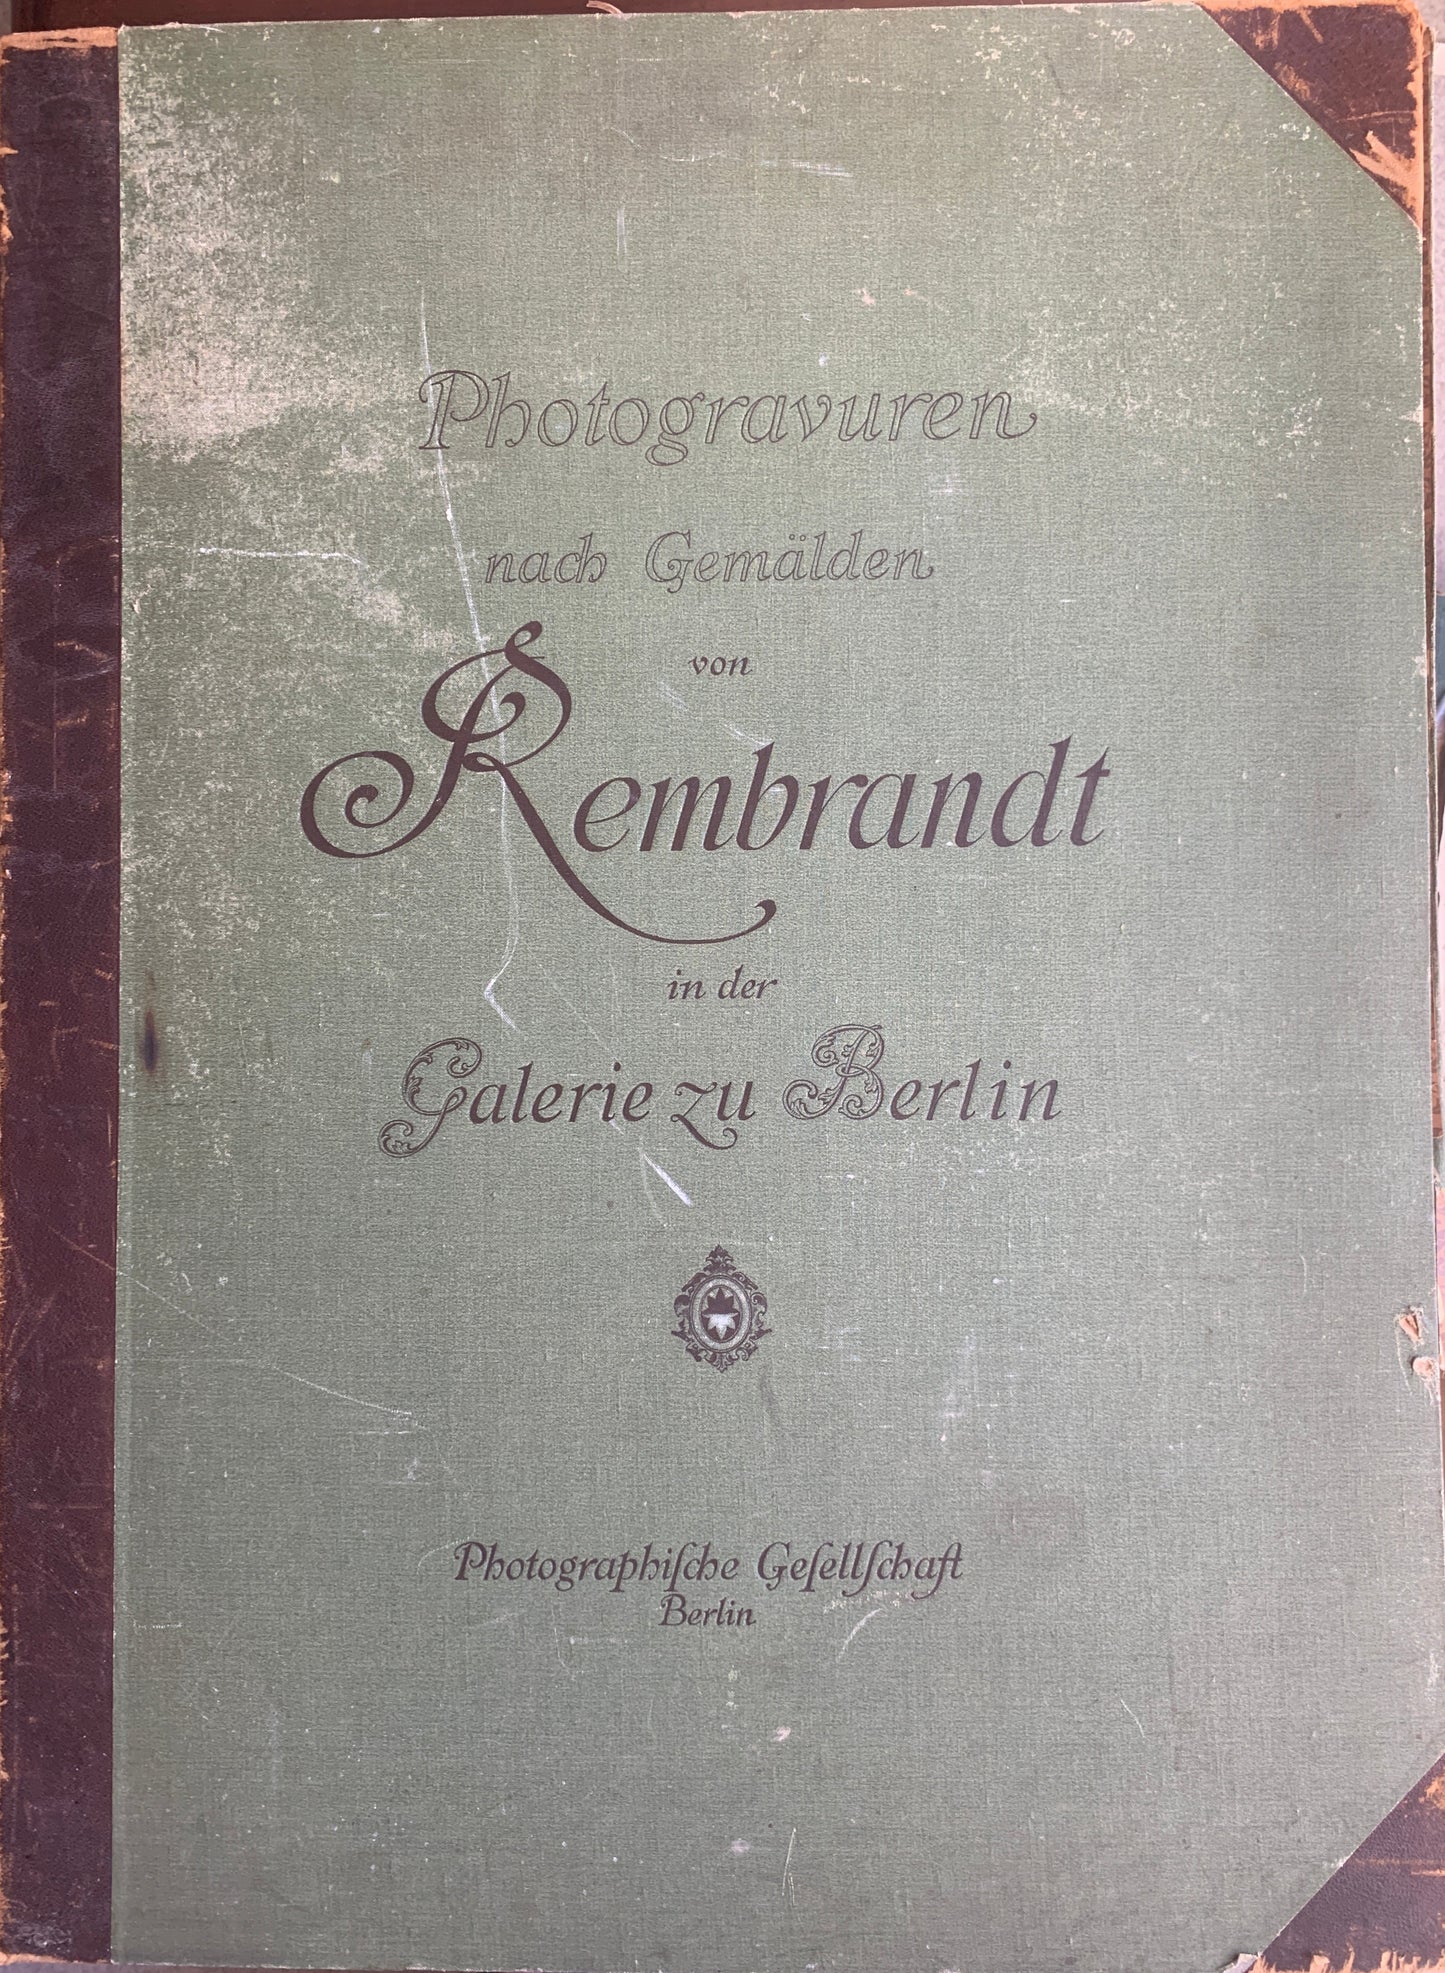 Photogravuren
nach Gemälden
von
Rembrandt
in der
Galerie zu Berlin
Photographiſche Geſellſchaft
Berlin